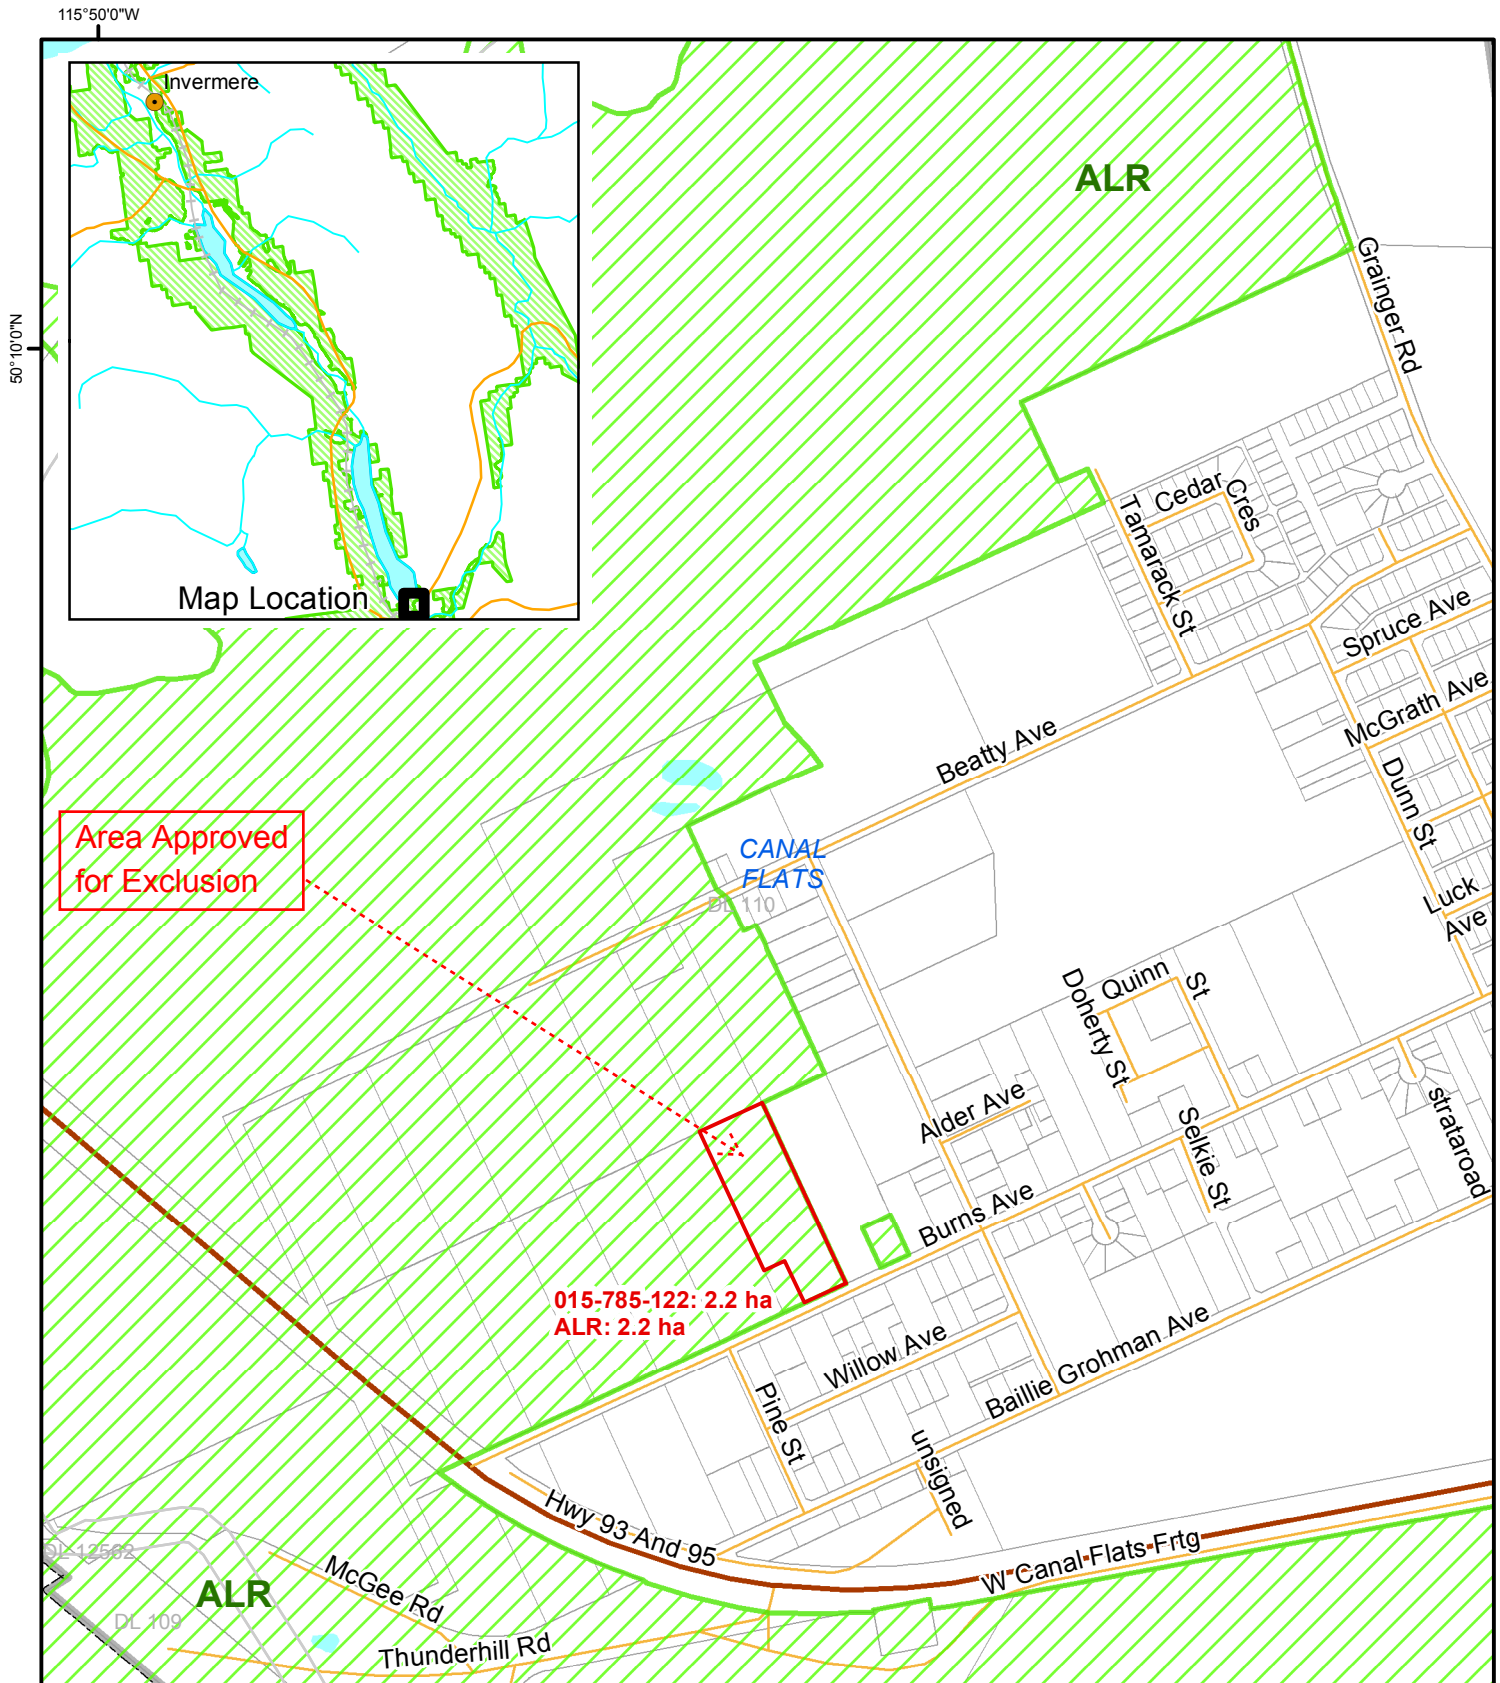 115°50'0"W
50°10'0"N
Invermere
Map Location
ALR
Grainger Rd
Cedar Cres
Tamarack St
Spruce Ave
McGrath Ave
Beatty Ave
Dunn St
Area Approved
for Exclusion
CANAL
FLATS
DL 110
Luck
Ave
Quinn St
Doherty St
Alder Ave
Selkie St
strataroad
Burns Ave
015-785-122: 2.2 ha
ALR: 2.2 ha
Willow Ave
Baillie Grohman Ave
Pine St
unsigned
Hwy 93 And 95
W Canal Flats Frtg
DL 12562
ALR
McGee Rd
DL 109
Thunderhill Rd